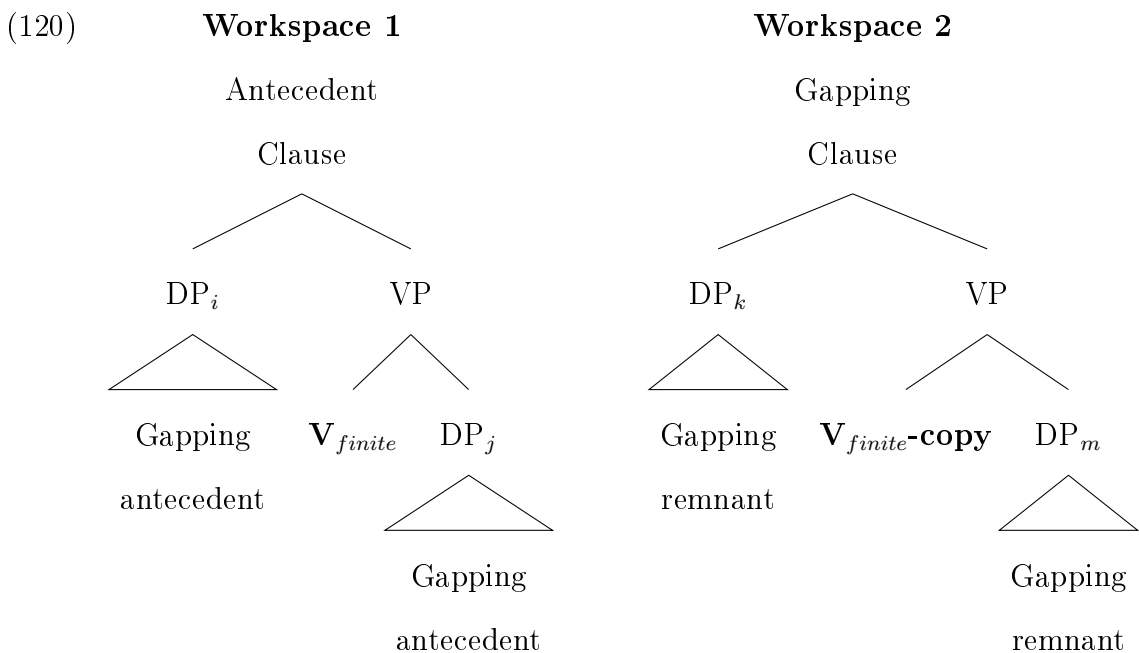 (120) Workspace 1 Workspace 2
Antecedent Gapping
Clause Clause
DP_i VP DP_k VP
Gapping V_finite DP_j Gapping V_finite-copy DP_m
antecedent remnant
Gapping Gapping
antecedent remnant